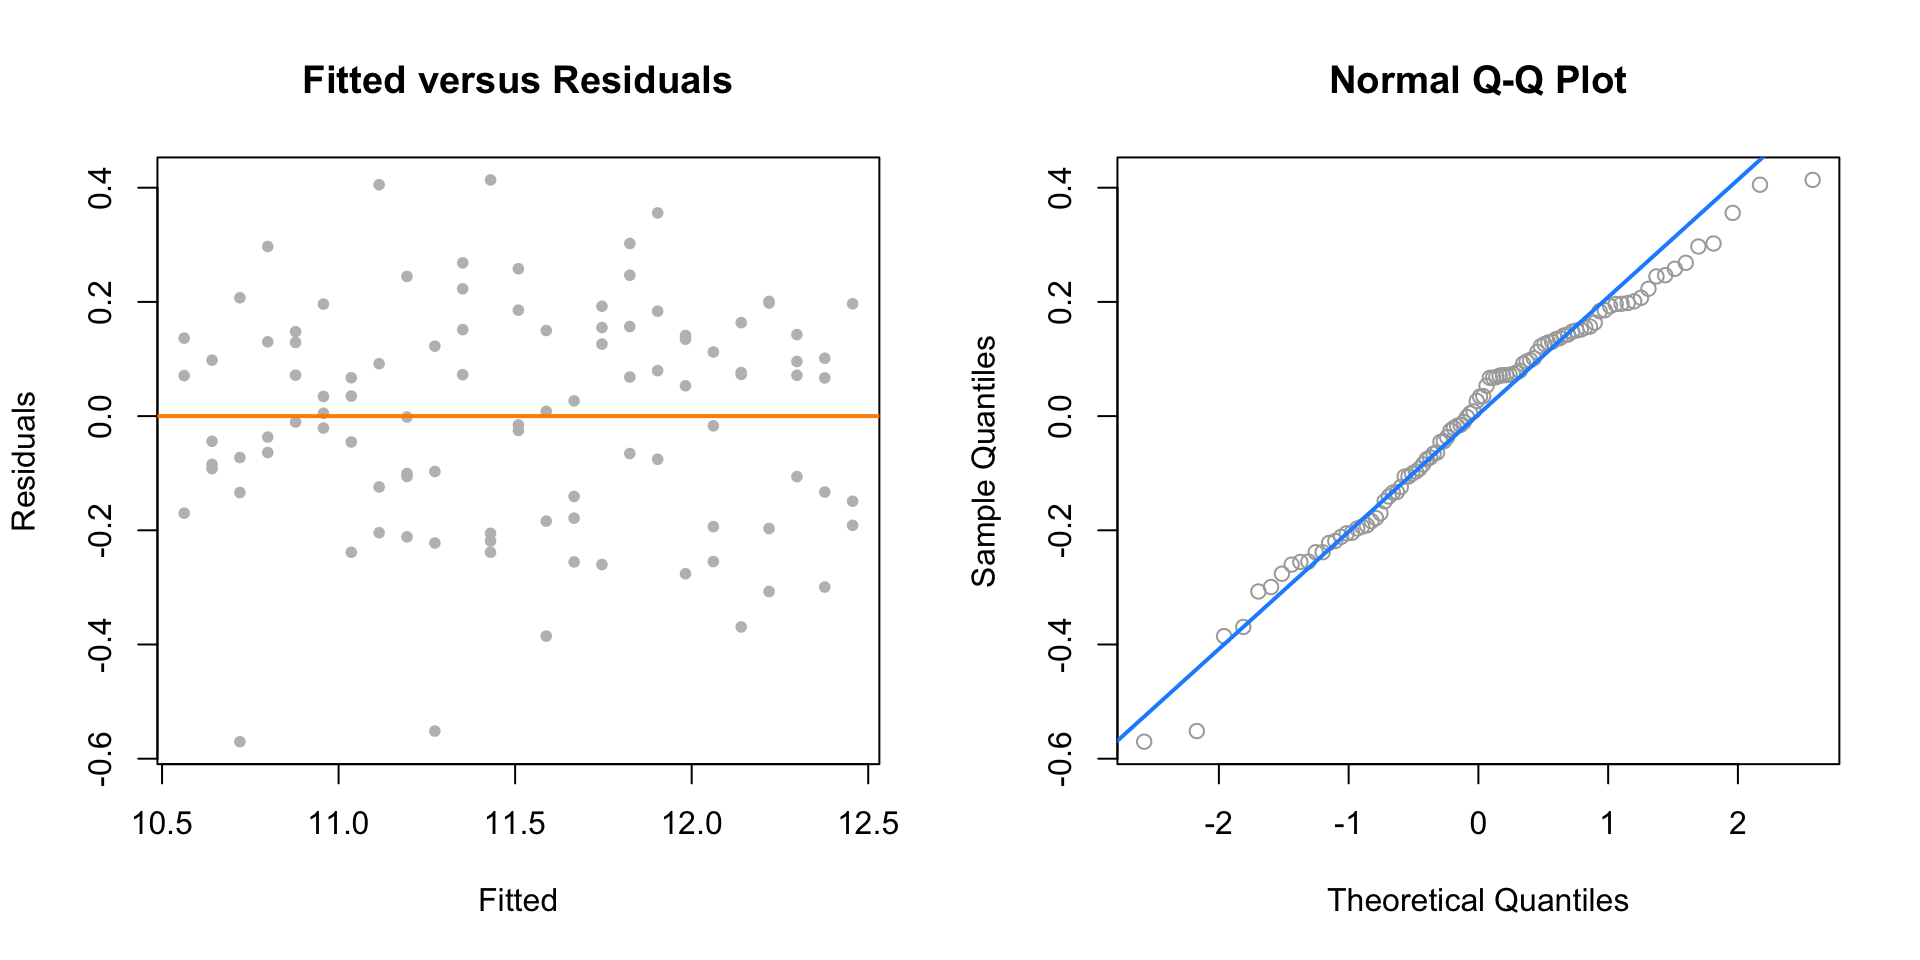 Fitted versus Residuals
Residuals
0.4
0.2
0.0
-0.2
-0.4
-0.6
10.5 11.0 11.5 12.0 12.5
Fitted
Normal Q-Q Plot
Sample Quantiles
0.4
0.2
0.0
-0.2
-0.4
-0.6
-2 -1 0 1 2
Theoretical Quantiles